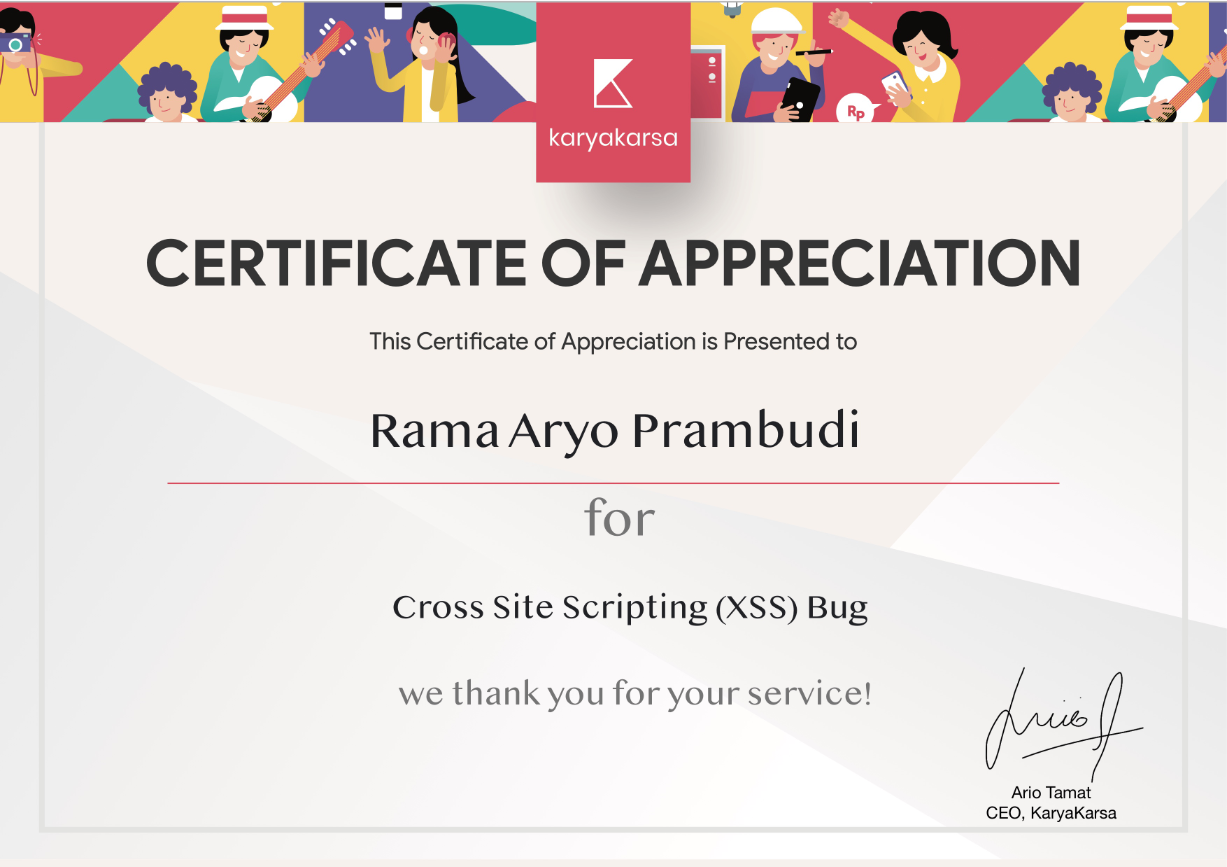 Rp
karyakarsa
CERTIFICATE OF APPRECIATION
This Certificate of Appreciation is Presented to
Rama Aryo Prambudi
for
Cross Site Scripting (XSS) Bug
we thank you for your service!
Ario Tamat
CEO, KaryaKarsa